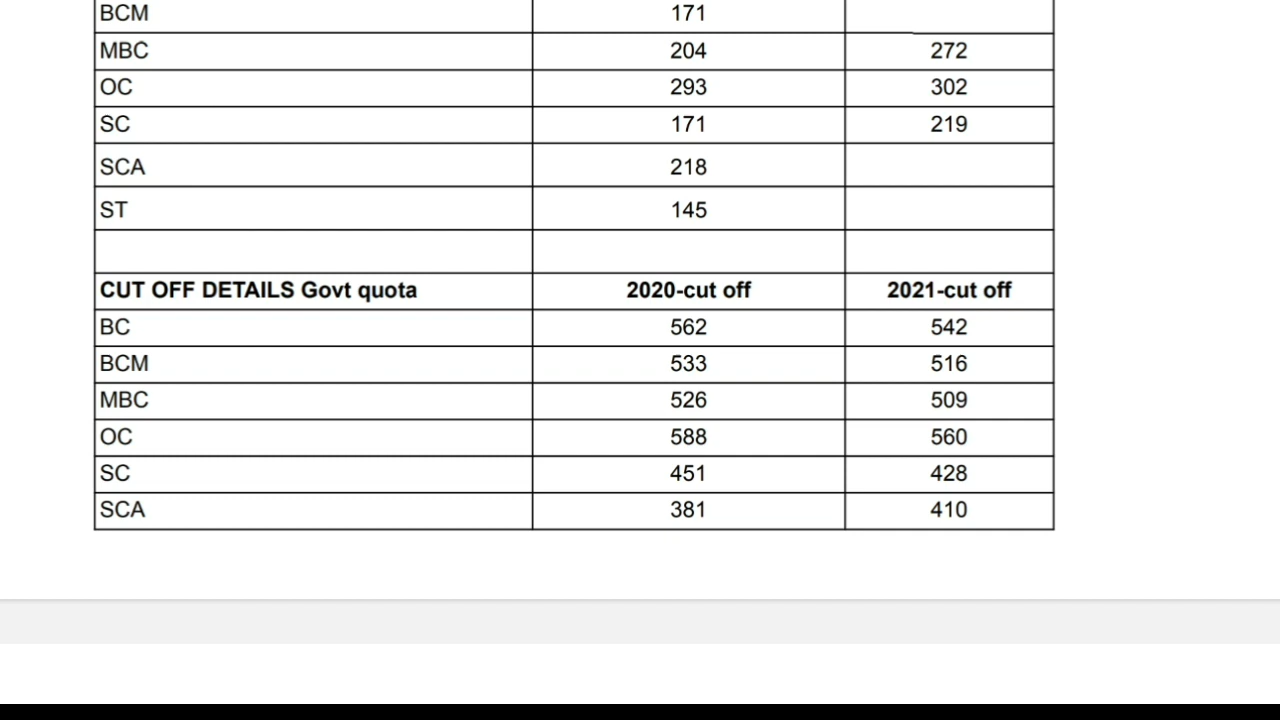 BCM 171
MBC 204 272
OC 293 302
SC 171 219
SCA 218
ST 145
CUT OFF DETAILS Govt quota 2020-cut off 2021-cut off
BC 562 542
BCM 533 516
MBC 526 509
OC 588 560
SC 451 428
SCA 381 410